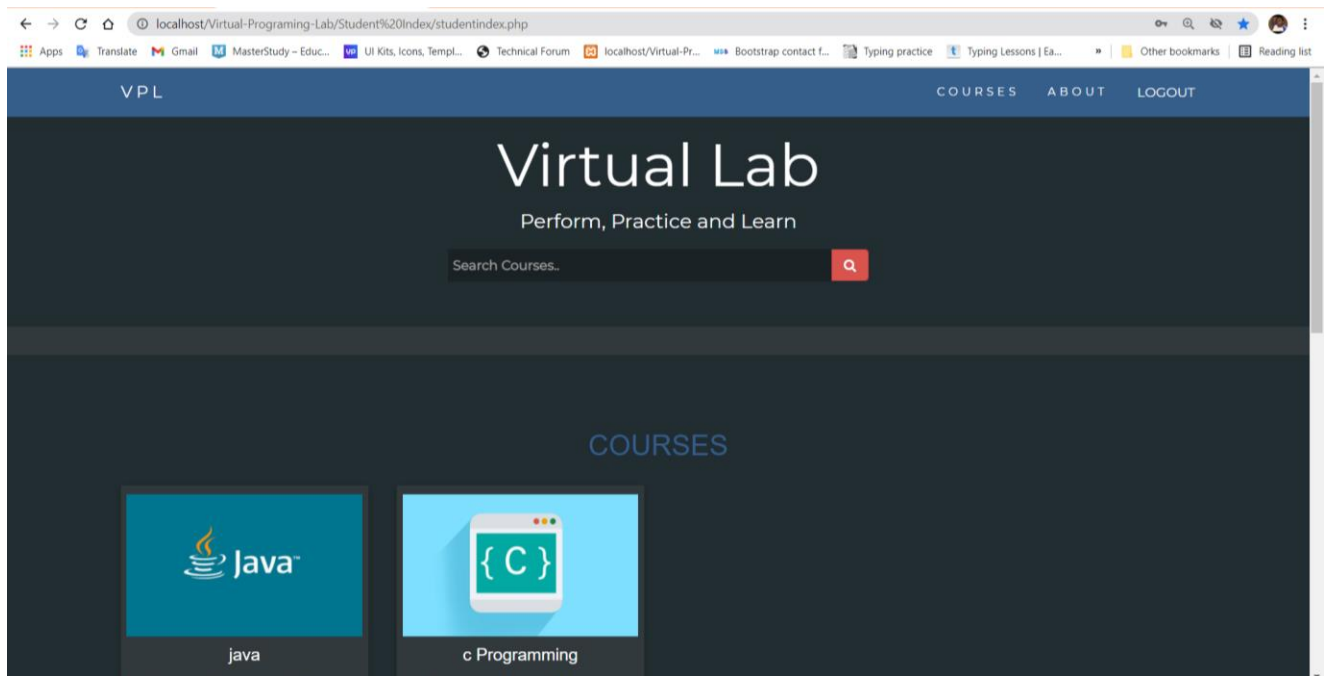 localhost/Virtual-Programing-Lab/Student%20Index/studentindex.php
Apps Translate Gmail MasterStudy – Educ... UI Kits, Icons, Templ... Technical Forum localhost/Virtual-Pr... Bootstrap contact f... Typing practice Typing Lessons | Ea... » Other bookmarks Reading list
VPL COURSES ABOUT LOGOUT
Virtual Lab
Perform, Practice and Learn
Search Courses..
COURSES
Java™ { C }
java c Programming